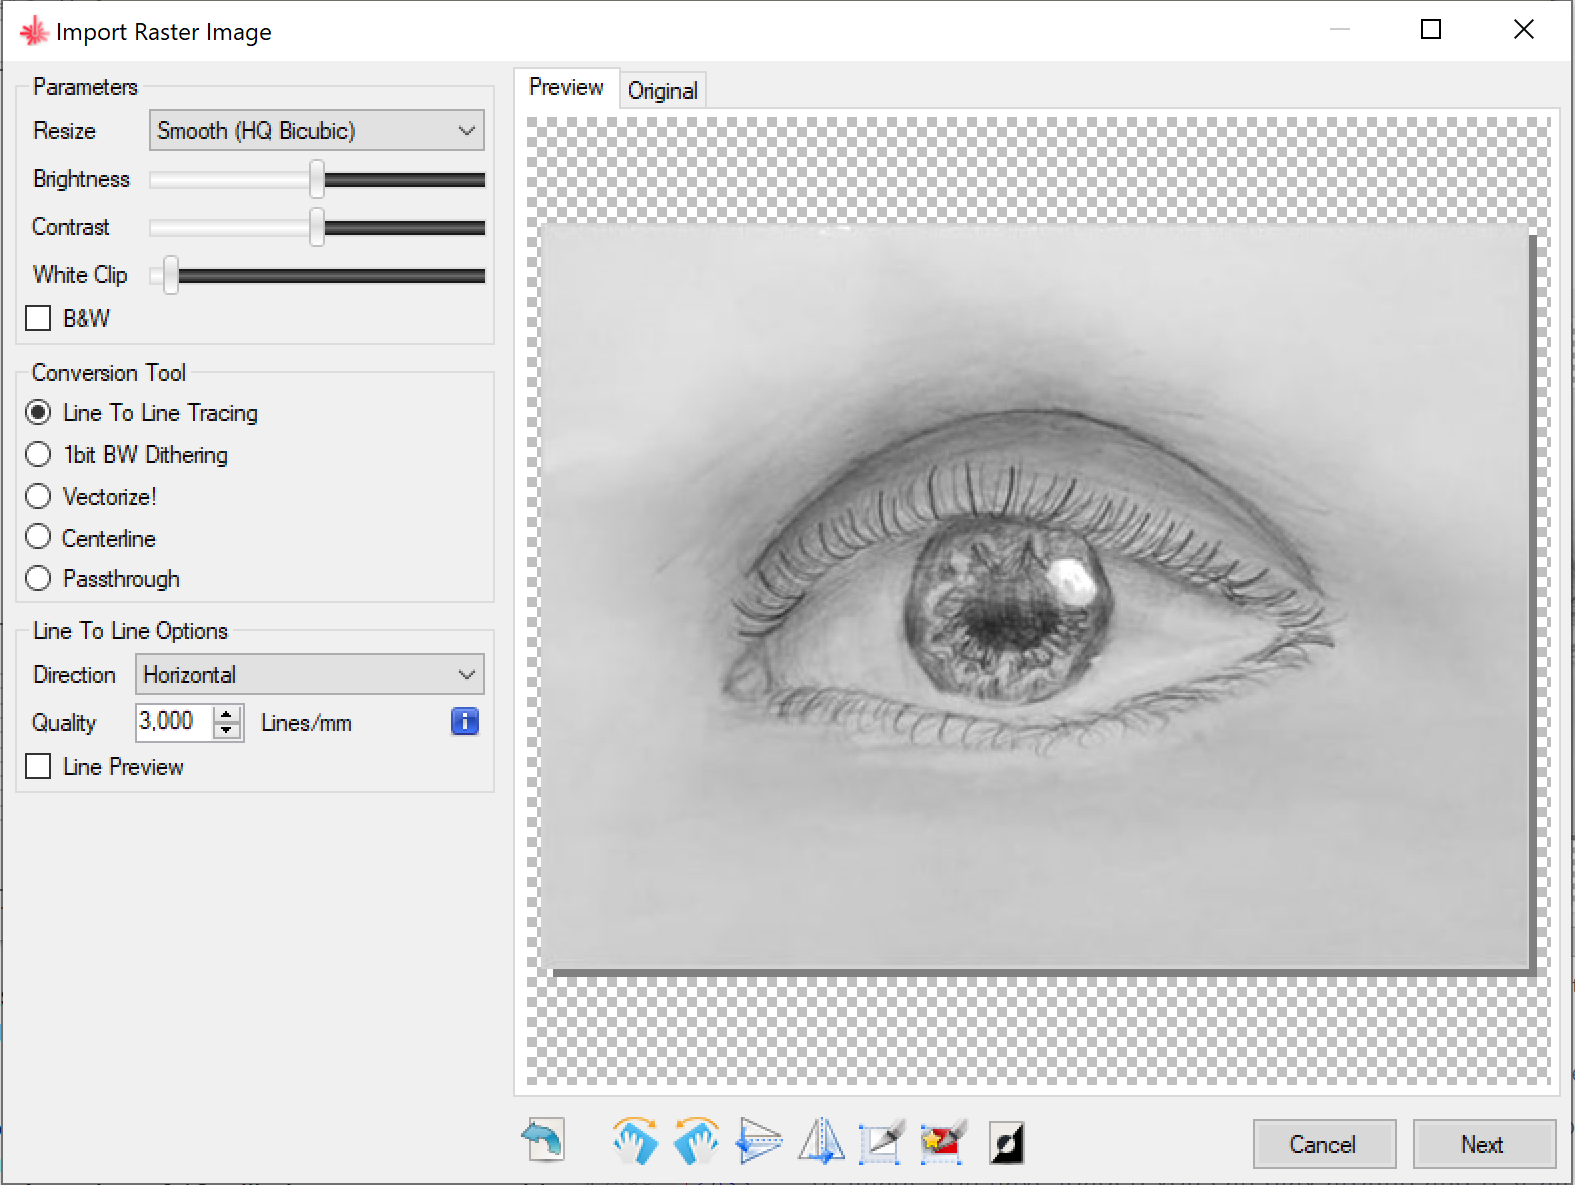 Import Raster Image
Parameters
Resize Smooth (HQ Bicubic)
Brightness
Contrast
White Clip
B&W
Conversion Tool
Line To Line Tracing
1bit BW Dithering
Vectorize!
Centerline
Passthrough
Line To Line Options
Direction Horizontal
Quality 3,000 Lines/mm
Line Preview
Preview Original
Cancel Next